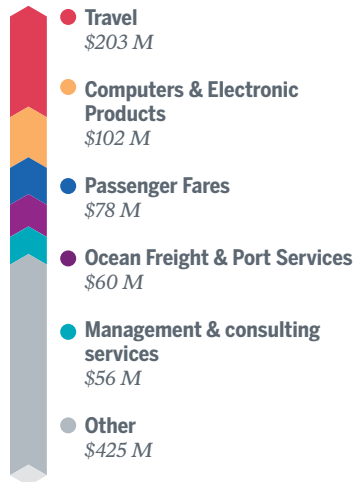 Travel
$203 M
Computers & Electronic
Products
$102 M
Passenger Fares
$78 M
Ocean Freight & Port Services
$60 M
Management & consulting
services
$56 M
Other
$425 M